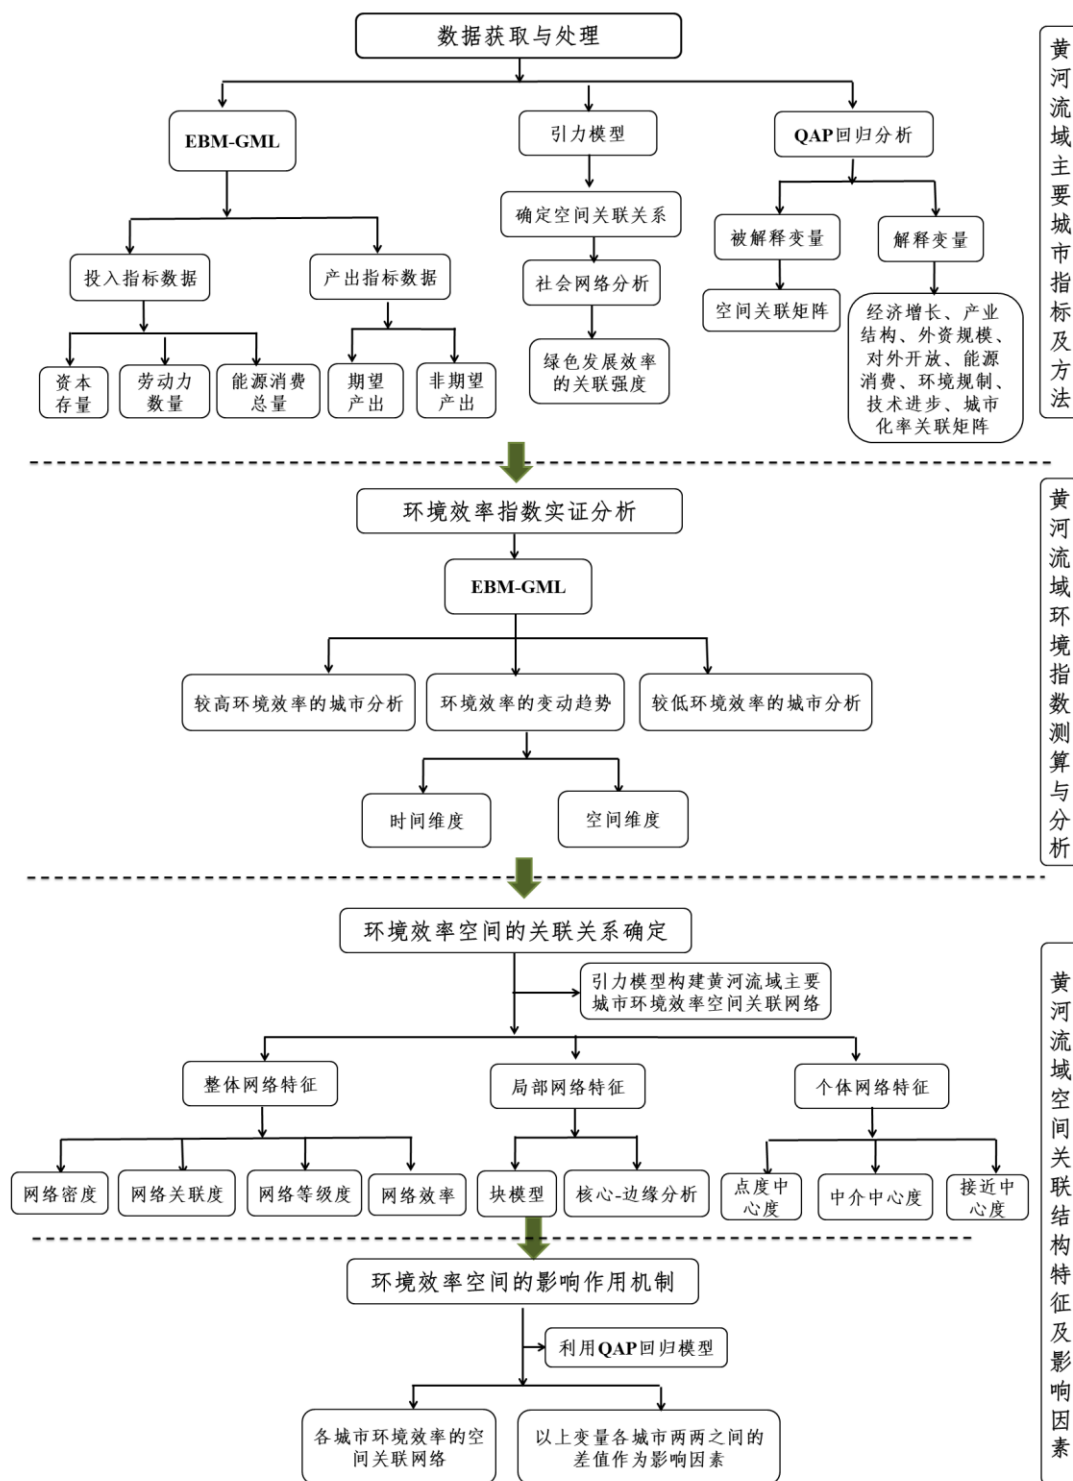 数据获取与处理
EBM-GML
引力模型
QAP回归分析
确定空间关联关系
被解释变量
解释变量
投入指标数据
产出指标数据
社会网络分析
空间关联矩阵
经济增长、产业
结构、外资规模、
对外开放、能源
消费、环境规制、
技术进步、城市
化率关联矩阵
资本
存量
劳动力
数量
能源消费
总量
期望
产出
非期望
产出
绿色发展效率
的关联强度
黄河流域主要城市指标及方法
环境效率指数实证分析
EBM-GML
较高环境效率的城市分析
环境效率的变动趋势
较低环境效率的城市分析
时间维度
空间维度
黄河流域环境指数测算与分析
环境效率空间的关联关系确定
引力模型构建黄河流域主要
城市环境效率空间关联网络
整体网络特征
局部网络特征
个体网络特征
网络密度
网络关联度
网络等级度
网络效率
块模型
核心-边缘分析
点度中
心度
中介中心度
接近中
心度
环境效率空间的影响作用机制
利用QAP回归模型
各城市环境效率的空
间关联网络
以上变量各城市两两之间的
差值作为影响因素
黄河流域空间关联结构特征及影响因素